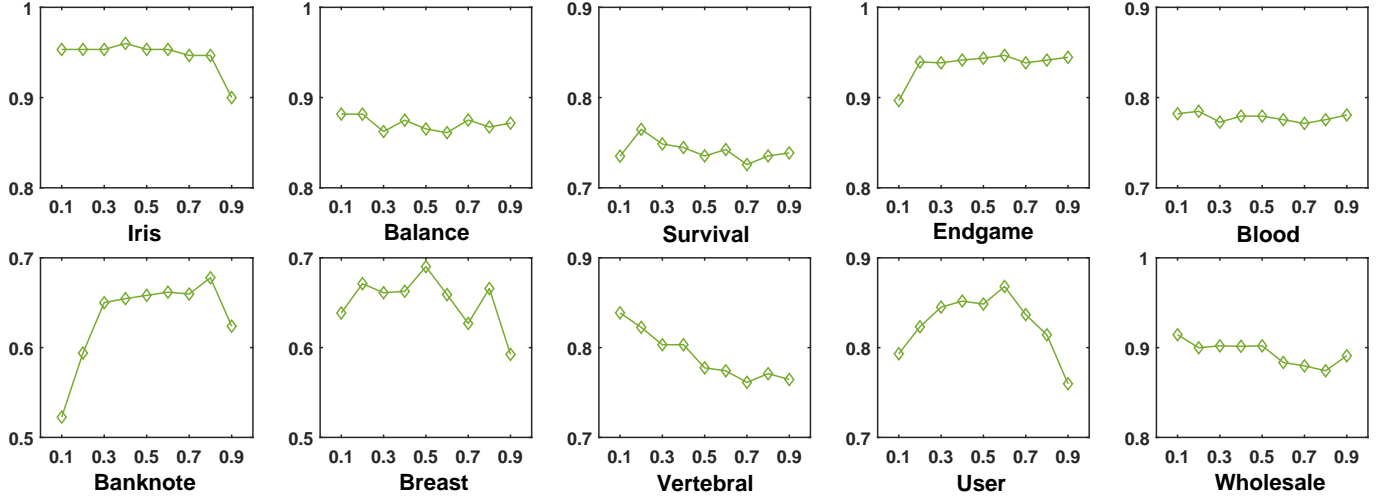 1 1 0.9 1 0.9
0.9 0.9 0.8 0.9 0.8
0.8 0.8 0.7 0.8 0.7
0.1 0.3 0.5 0.7 0.9 0.1 0.3 0.5 0.7 0.9 0.1 0.3 0.5 0.7 0.9 0.1 0.3 0.5 0.7 0.9 0.1 0.3 0.5 0.7 0.9
Iris Balance Survival Endgame Blood
0.7 0.7 0.9 0.9 1
0.6 0.6 0.8 0.8 0.9
0.5 0.5 0.7 0.7 0.8
0.1 0.3 0.5 0.7 0.9 0.1 0.3 0.5 0.7 0.9 0.1 0.3 0.5 0.7 0.9 0.1 0.3 0.5 0.7 0.9 0.1 0.3 0.5 0.7 0.9
Banknote Breast Vertebral User Wholesale